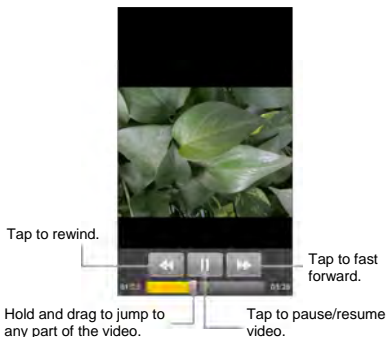 Tap to rewind.
Tap to fast
forward.
Hold and drag to jump to
any part of the video.
Tap to pause/resume
video.